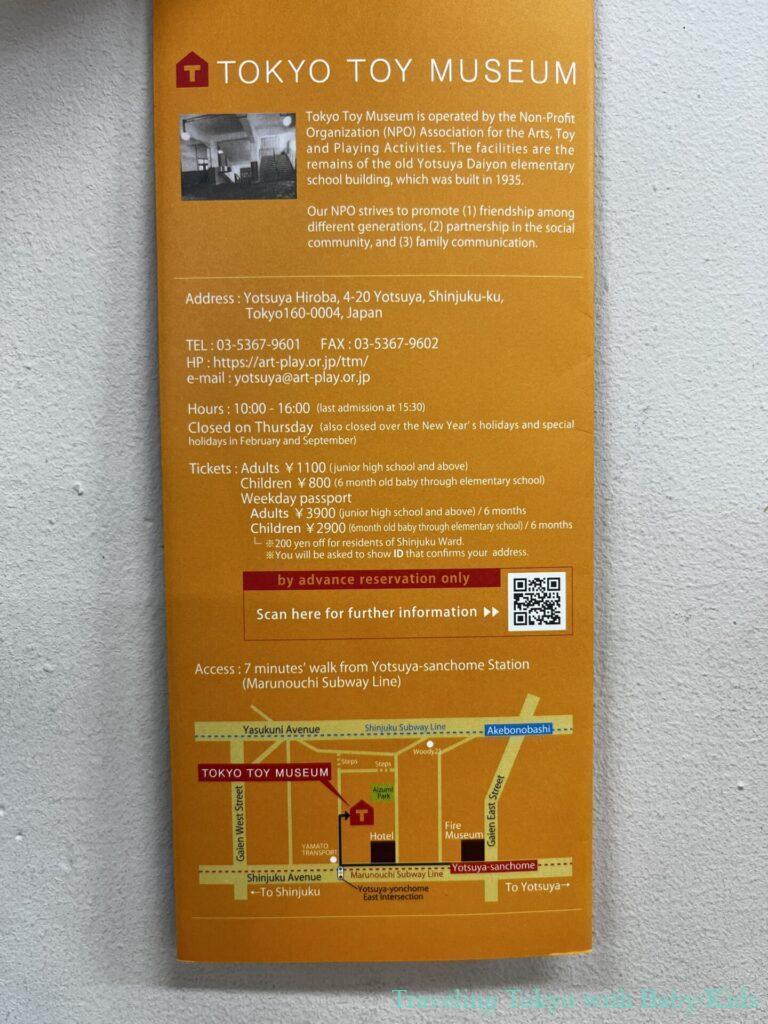 T TOKYO TOY MUSEUM
Tokyo Toy Museum is operated by the Non-Profit
Organization (NPO) Association for the Arts, Toy
and Playing Activities. The facilities are the
remains of the old Yotsuya Daiyon elementary
school building, which was built in 1935.
Our NPO strives to promote (1) friendship among
different generations, (2) partnership in the social
community, and (3) family communication.
Address : Yotsuya Hiroba, 4-20 Yotsuya, Shinjuku-ku,
Tokyo160-0004, Japan
TEL : 03-5367-9601 FAX : 03-5367-9602
HP : https://art-play.or.jp/ttm/
e-mail : yotsuya@art-play.or.jp
Hours : 10:00 - 16:00 (last admission at 15:30)
Closed on Thursday (also closed over the New Year's holidays and special
holidays in February and September)
Tickets : Adults ¥1100 (junior high school and above)
Children ¥800 (6 month old baby through elementary school)
Weekday passport
Adults ¥3900 (junior high school and above) / 6 months
Children ¥2900 (6month old baby through elementary school) / 6 months
└ ※200 yen off for residents of Shinjuku Ward.
※You will be asked to show ID that confirms your address.
by advance reservation only
Scan here for further information ▶▶
Access : 7 minutes' walk from Yotsuya-sanchome Station
(Marunouchi Subway Line)
Yasukuni Avenue
Shinjuku Subway Line
Akebonobashi
Woody21
Steps
Steps
TOKYO TOY MUSEUM
Aizumi
Park
T
Gaien West Street
Gaien East Street
Hotel
Fire
Museum
YAMATO
TRANSPORT
Yotsuya-sanchome
Shinjuku Avenue
Marunouchi Subway Line
←To Shinjuku
Yotsuya-yonchome
East Intersection
To Yotsuya→
Traveling Tokyo with Baby/Kids